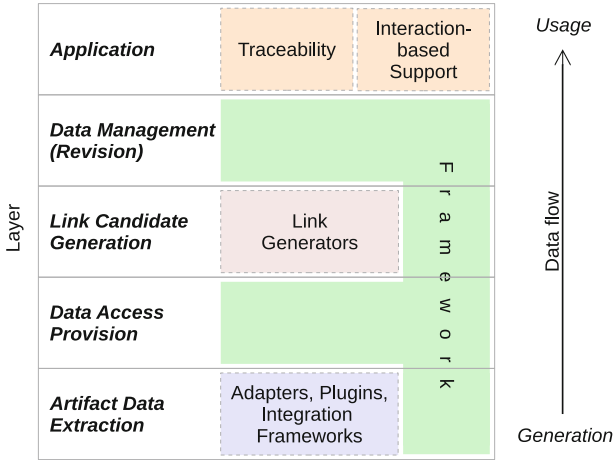 Layer
Application
Traceability
Interaction-
based
Support
Data Management
(Revision)
Link Candidate
Generation
Link
Generators
Data Access
Provision
Artifact Data
Extraction
Adapters, Plugins,
Integration
Frameworks
Framework
Usage
Data flow
Generation